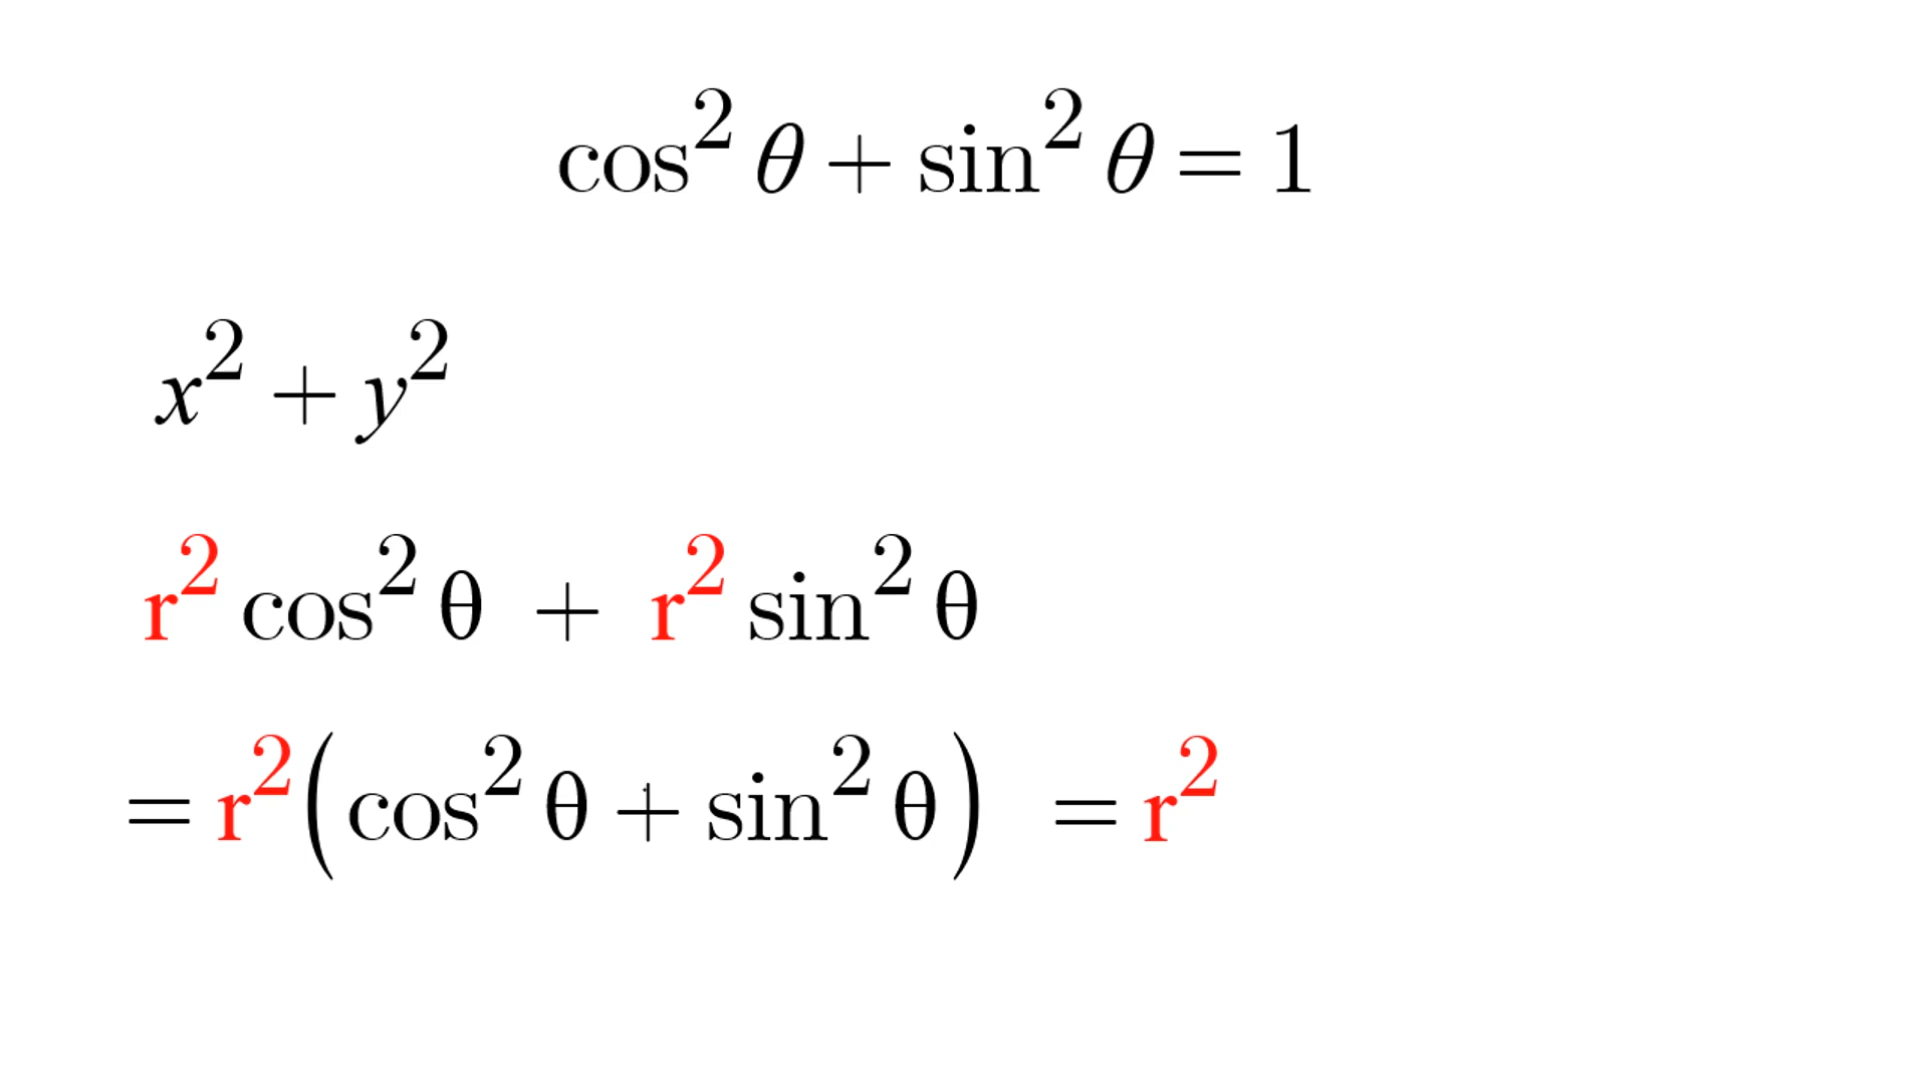 cos² θ + sin² θ = 1
x² + y²
r² cos² θ + r² sin² θ
= r² (cos² θ + sin² θ) = r²